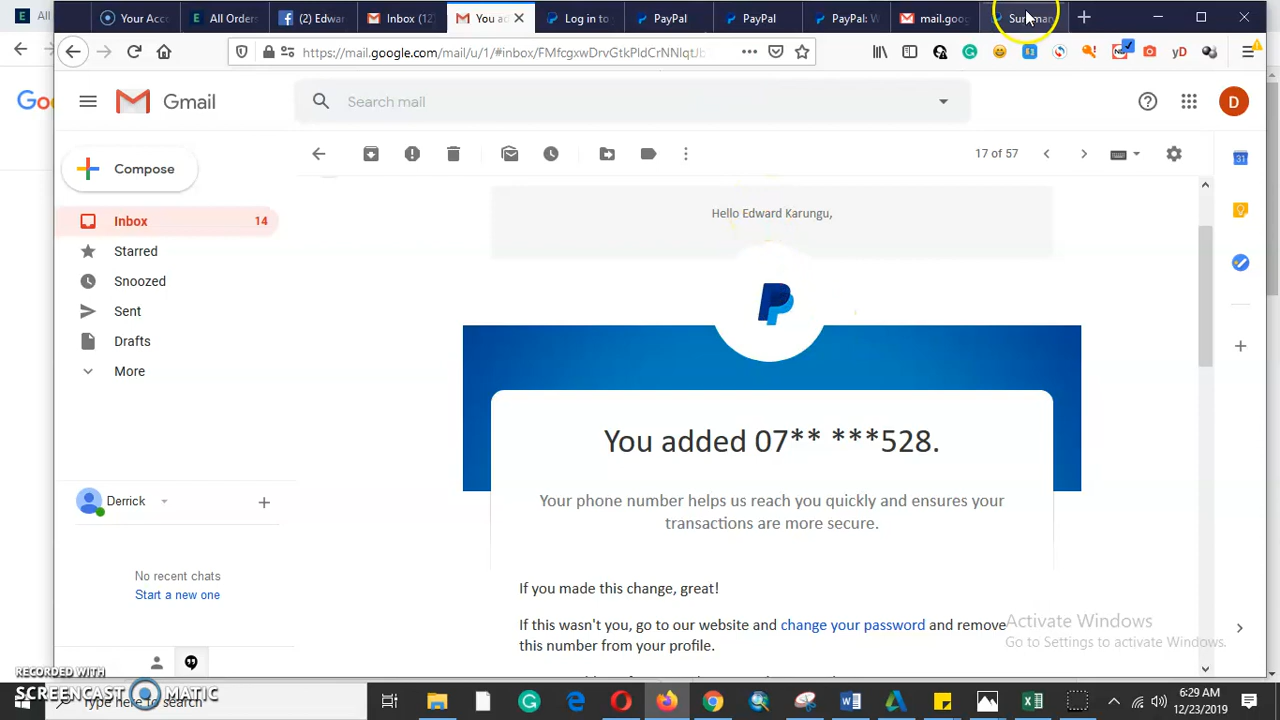 Your Acc
All Orders
(2) Edwar
Inbox (12
You a
Log in to
PayPal
PayPal
PayPal: W
mail.goog
Summary
https://mail.google.com/mail/u/1/#inbox/FMfcgxwDrvGtkPldCrNNlqtJb
Goo
Gmail
Search mail
D
Compose
17 of 57
Inbox
14
Starred
Snoozed
Sent
Drafts
More
Hello Edward Karungu,
You added 07** ***528.
Your phone number helps us reach you quickly and ensures your
transactions are more secure.
If you made this change, great!
If this wasn't you, go to our website and change your password and remove
this number from your profile.
Derrick
No recent chats
Start a new one
Activate Windows
Go to Settings to activate Windows.
RECORDED WITH
SCREENCAST MATIC
here to search
6:29 AM
12/23/2019